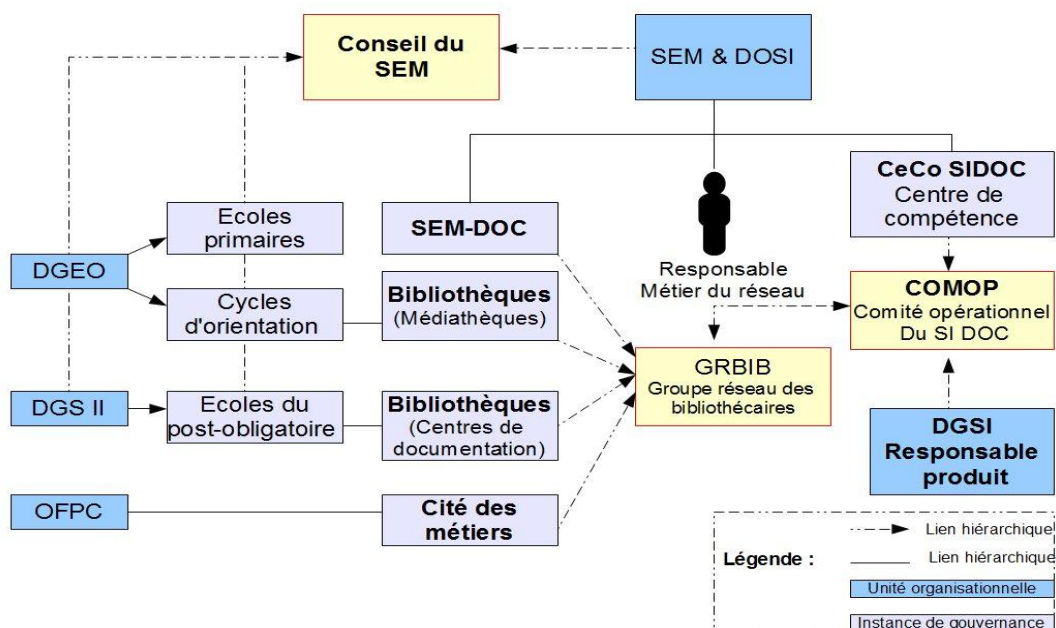 Conseil du
SEM
SEM & DOSI
CeCo SIDOC
Centre de
compétence
Ecoles
primaires
SEM-DOC
DGEO
Responsable
Métier du réseau
Cycles
d'orientation
Bibliothèques
(Médiathèques)
COMOP
Comité opérationnel
Du SI DOC
GRBIB
Groupe réseau des
bibliothécaires
DGS II
Ecoles du
post-obligatoire
Bibliothèques
(Centres de
documentation)
DGSI
Responsable
produit
OFPC
Cité des
métiers
Légende :
Lien hiérarchique
Lien hiérarchique
Unité organisationnelle
Instance de gouvernance